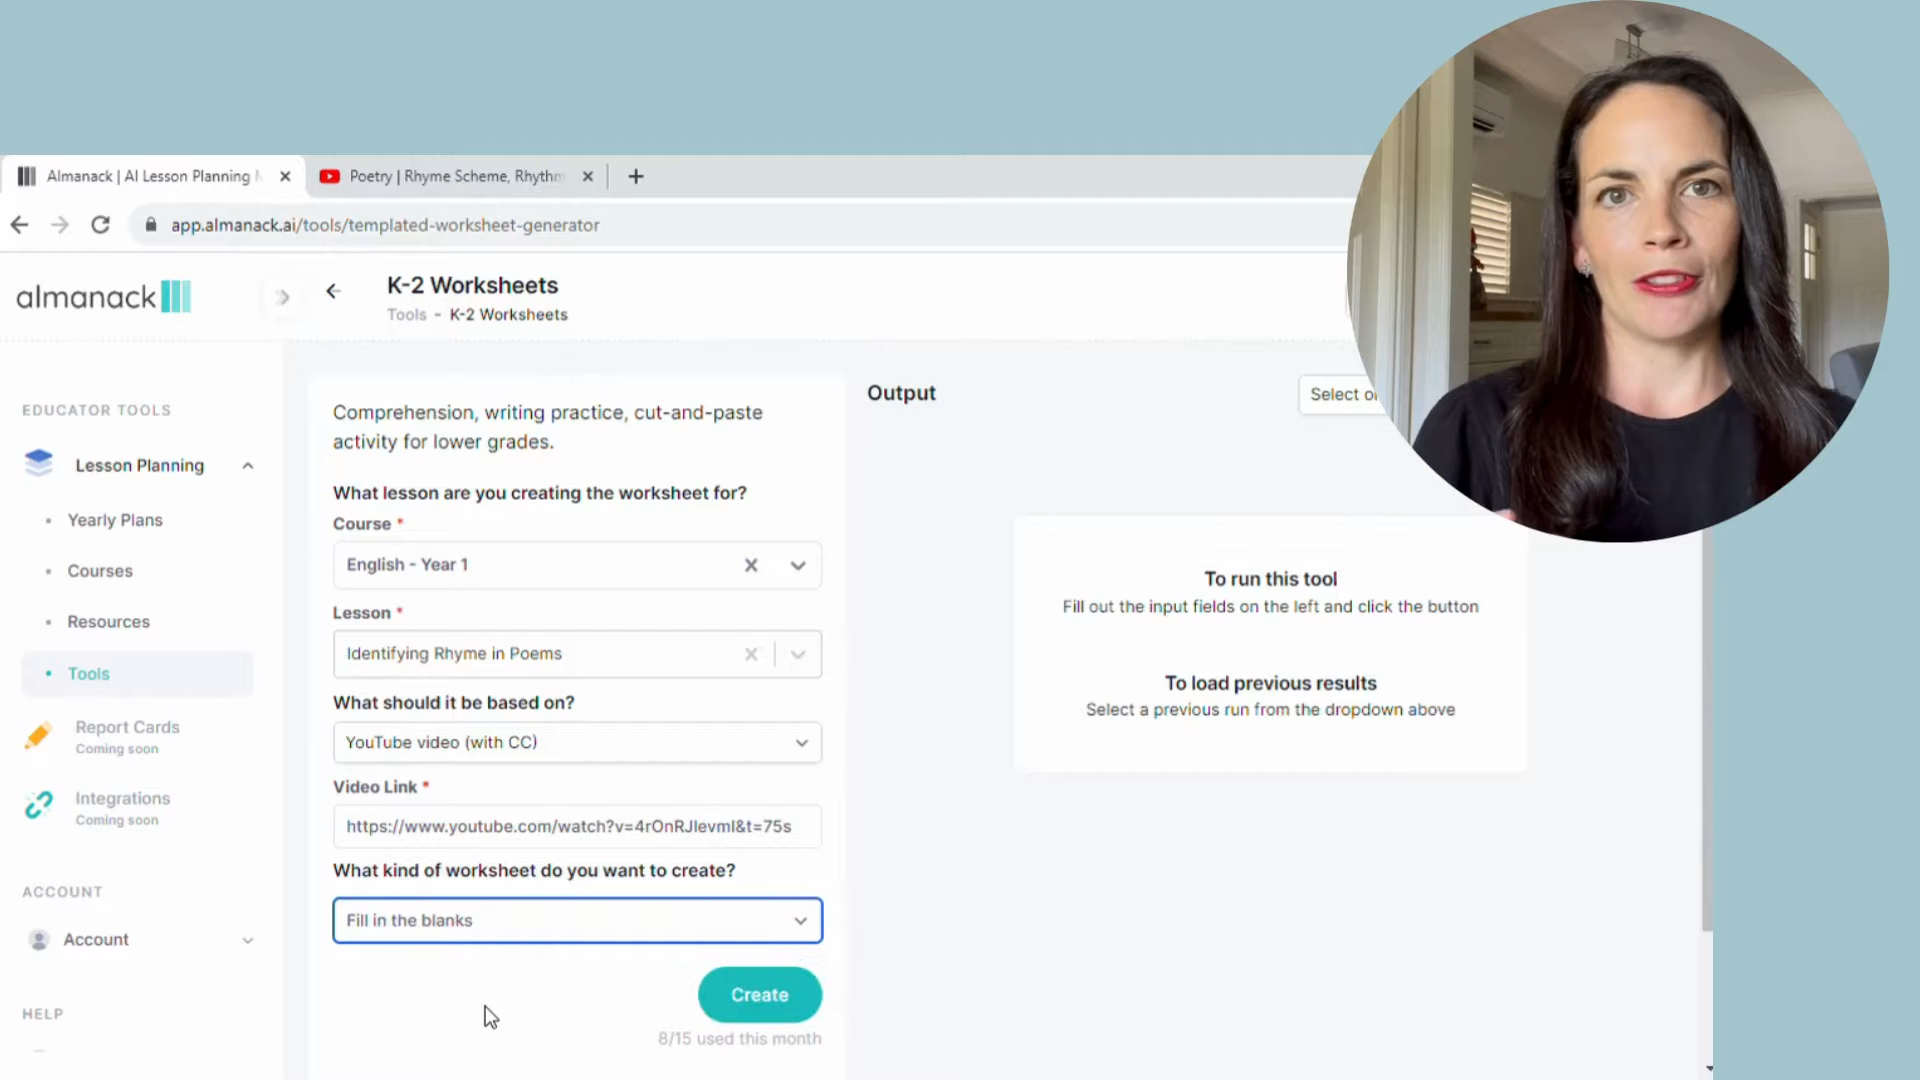 Almanack | AI Lesson Planning
Poetry | Rhyme Scheme, Rhythm
app.almanack.ai/tools/templated-worksheet-generator
almanack
K-2 Worksheets
Tools - K-2 Worksheets
EDUCATOR TOOLS
Lesson Planning
Yearly Plans
Courses
Resources
Tools
Report Cards
Coming soon
Integrations
Coming soon
ACCOUNT
Account
HELP
Comprehension, writing practice, cut-and-paste
activity for lower grades.
What lesson are you creating the worksheet for?
Course *
English - Year 1
Lesson *
Identifying Rhyme in Poems
What should it be based on?
YouTube video (with CC)
Video Link *
https://www.youtube.com/watch?v=4rOnRJIevmI&t=75s
What kind of worksheet do you want to create?
Fill in the blanks
Create
8/15 used this month
Output
Select
To run this tool
Fill out the input fields on the left and click the button
To load previous results
Select a previous run from the dropdown above